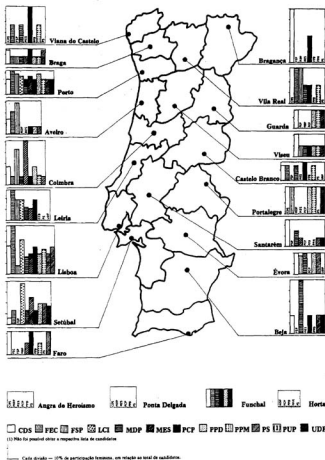 Viana do Castelo
Bragança
Braga
Vila Real
Porto
Guarda
Aveiro
Viseu
Castelo Branco
Coimbra
Portalegre
Leiria
Santarém
Lisboa
Évora
Setúbal
Beja
Faro
Angra do Heroísmo
Ponta Delgada
Funchal
Horta
CDS FEC FSP LCI MDP MES PCP PPD PPM PS PUP UDP
(1) Não foi possível obter a respectiva lista de candidatos
Cada divisão — 10% de participação feminina, em relação ao total de candidatos.